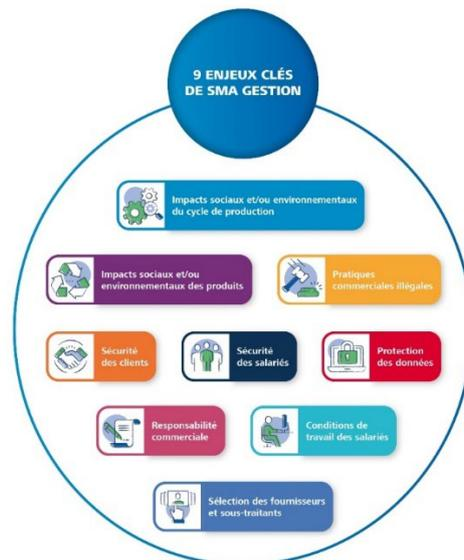 9 ENJEUX CLÉS
DE SMA GESTION
Impacts sociaux et/ou environnementaux
du cycle de production
Impacts sociaux et/ou
environnementaux des produits
Pratiques
commerciales illégales
Sécurité
des clients
Sécurité
des salariés
Protection
des données
Responsabilité
commerciale
Conditions de
travail des salariés
Sélection des fournisseurs
et sous-traitants